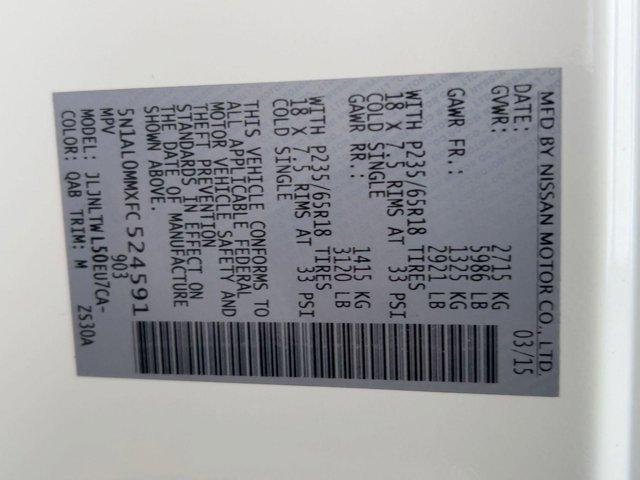 MFD BY NISSAN MOTOR CO., LTD.
DATE: 03/15
GVWR: 2715 KG
5986 LB
GAWR FR.: 1325 KG
2921 LB
WITH P235/65R18 TIRES
18 X 7.5 RIMS AT 33 PSI
COLD SINGLE
GAWR RR.: 1415 KG
3120 LB
WITH P235/65R18 TIRES
18 X 7.5 RIMS AT 33 PSI
COLD SINGLE
THIS VEHICLE CONFORMS TO
ALL APPLICABLE FEDERAL
MOTOR VEHICLE SAFETY AND
THEFT PREVENTION
STANDARDS IN EFFECT ON
THE DATE OF MANUFACTURE
SHOWN ABOVE.
5N1AL0MMXFC524591
MPV 903
MODEL: JLJNLTWL50EU7CA-
COLOR: QAB TRIM: M ZS30A